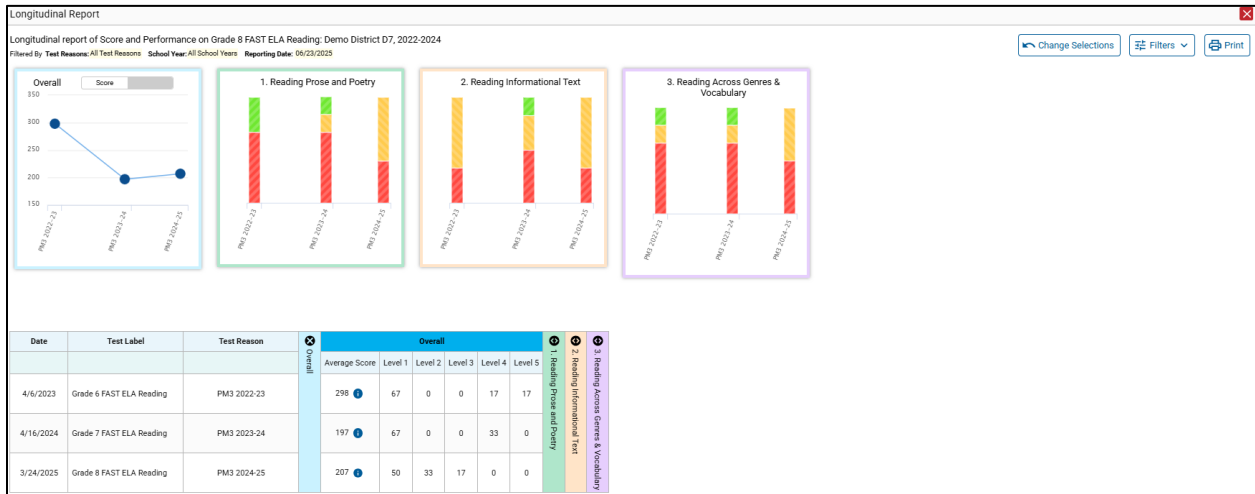 Longitudinal Report
Longitudinal report of Score and Performance on Grade 8 FAST ELA Reading: Demo District D7, 2022-2024
Filtered By Test Reasons: All Test Reasons School Year: All School Years Reporting Date: 06/23/2025
Change Selections
Filters
Print
Overall
Score
350
300
250
200
150
PM3 2022-23
PM3 2023-24
PM3 2024-25
1. Reading Prose and Poetry
PM3 2022-23
PM3 2023-24
PM3 2024-25
2. Reading Informational Text
PM3 2022-23
PM3 2023-24
PM3 2024-25
3. Reading Across Genres &
Vocabulary
PM3 2022-23
PM3 2023-24
PM3 2024-25
Date Test Label Test Reason Overall Overall 1. Reading Prose and Poetry 2. Reading Informational Text 3. Reading Across Genres & Vocabulary
Average Score Level 1 Level 2 Level 3 Level 4 Level 5
4/6/2023 Grade 6 FAST ELA Reading PM3 2022-23 298 67 0 0 17 17
4/16/2024 Grade 7 FAST ELA Reading PM3 2023-24 197 67 0 0 33 0
3/24/2025 Grade 8 FAST ELA Reading PM3 2024-25 207 50 33 17 0 0